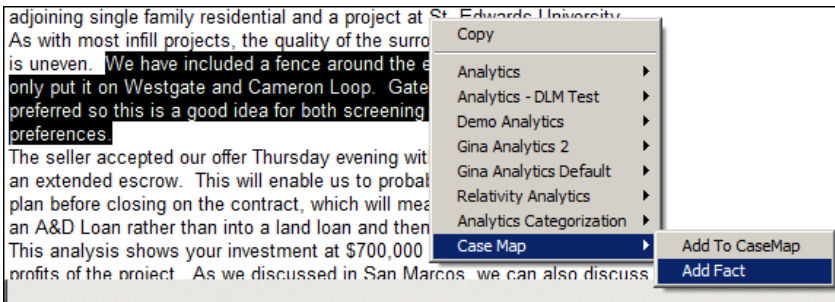 adjoining single family residential and a project at St. Edwards University
As with most infill projects, the quality of the surro
is uneven. We have included a fence around the e
only put it on Westgate and Cameron Loop. Gate
preferred so this is a good idea for both screening
preferences.
The seller accepted our offer Thursday evening wit
an extended escrow. This will enable us to probab
plan before closing on the contract, which will mea
an A&D Loan rather than into a land loan and then
This analysis shows your investment at $700,000
profits of the project. As we discussed in San Marcos, we can also discuss
Copy
Analytics
Analytics - DLM Test
Demo Analytics
Gina Analytics 2
Gina Analytics Default
Relativity Analytics
Analytics Categorization
Case Map
Add To CaseMap
Add Fact